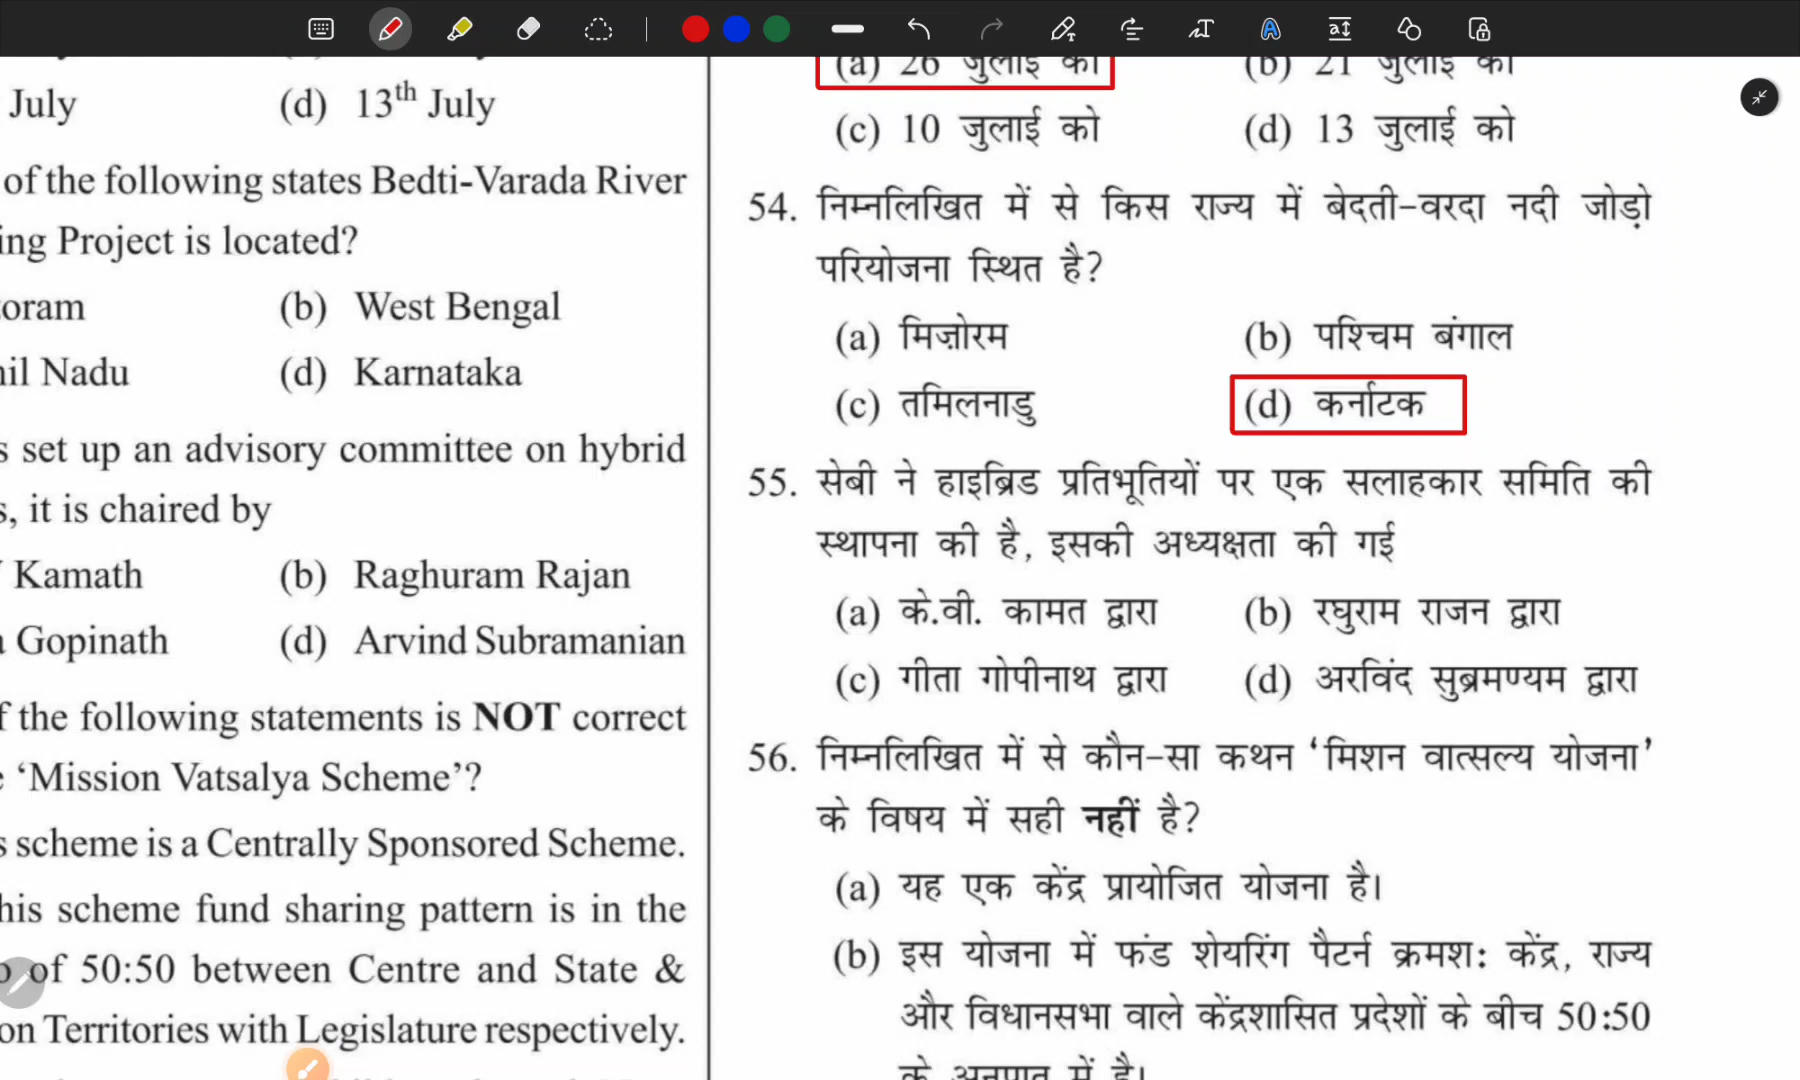 July
(d) 13th July
of the following states Bedti-Varada River
ing Project is located?
oram
(b) West Bengal
il Nadu
(d) Karnataka
s set up an advisory committee on hybrid
s, it is chaired by
Kamath
(b) Raghuram Rajan
Gopinath
(d) Arvind Subramanian
f the following statements is NOT correct
‘Mission Vatsalya Scheme’?
s scheme is a Centrally Sponsored Scheme.
his scheme fund sharing pattern is in the
of 50:50 between Centre and State &
on Territories with Legislature respectively.
(a) 26 जुलाई को
(b) 21 जुलाई को
(c) 10 जुलाई को
(d) 13 जुलाई को
54. निम्नलिखित में से किस राज्य में बेदती-वरदा नदी जोड़ो
परियोजना स्थित है?
(a) मिज़ोरम
(b) पश्चिम बंगाल
(c) तमिलनाडु
(d) कर्नाटक
55. सेबी ने हाइब्रिड प्रतिभूतियों पर एक सलाहकार समिति की
स्थापना की है, इसकी अध्यक्षता की गई
(a) के.वी. कामत द्वारा
(b) रघुराम राजन द्वारा
(c) गीता गोपीनाथ द्वारा
(d) अरविंद सुब्रमण्यम द्वारा
56. निम्नलिखित में से कौन-सा कथन ‘मिशन वात्सल्य योजना’
के विषय में सही नहीं है?
(a) यह एक केंद्र प्रायोजित योजना है।
(b) इस योजना में फंड शेयरिंग पैटर्न क्रमश: केंद्र, राज्य
और विधानसभा वाले केंद्रशासित प्रदेशों के बीच 50:50
के अनुपात में है।